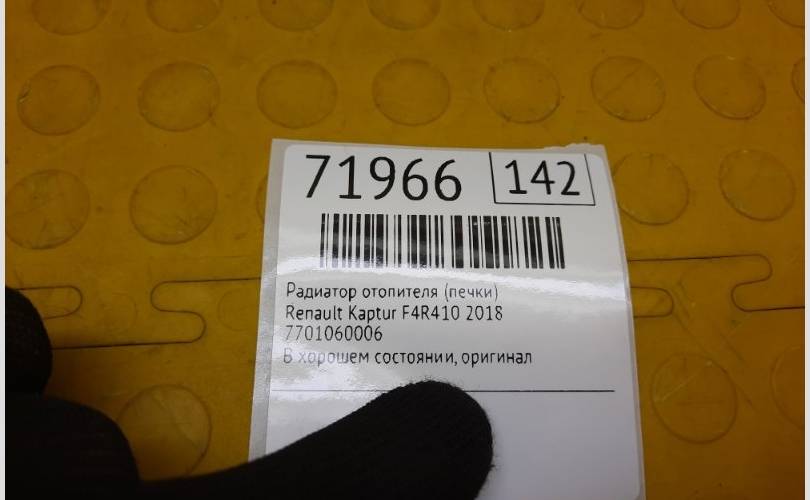 71966 142
Радиатор отопителя (печки)
Renault Kaptur F4R410 2018
7701060006
В хорошем состоянии, оригинал